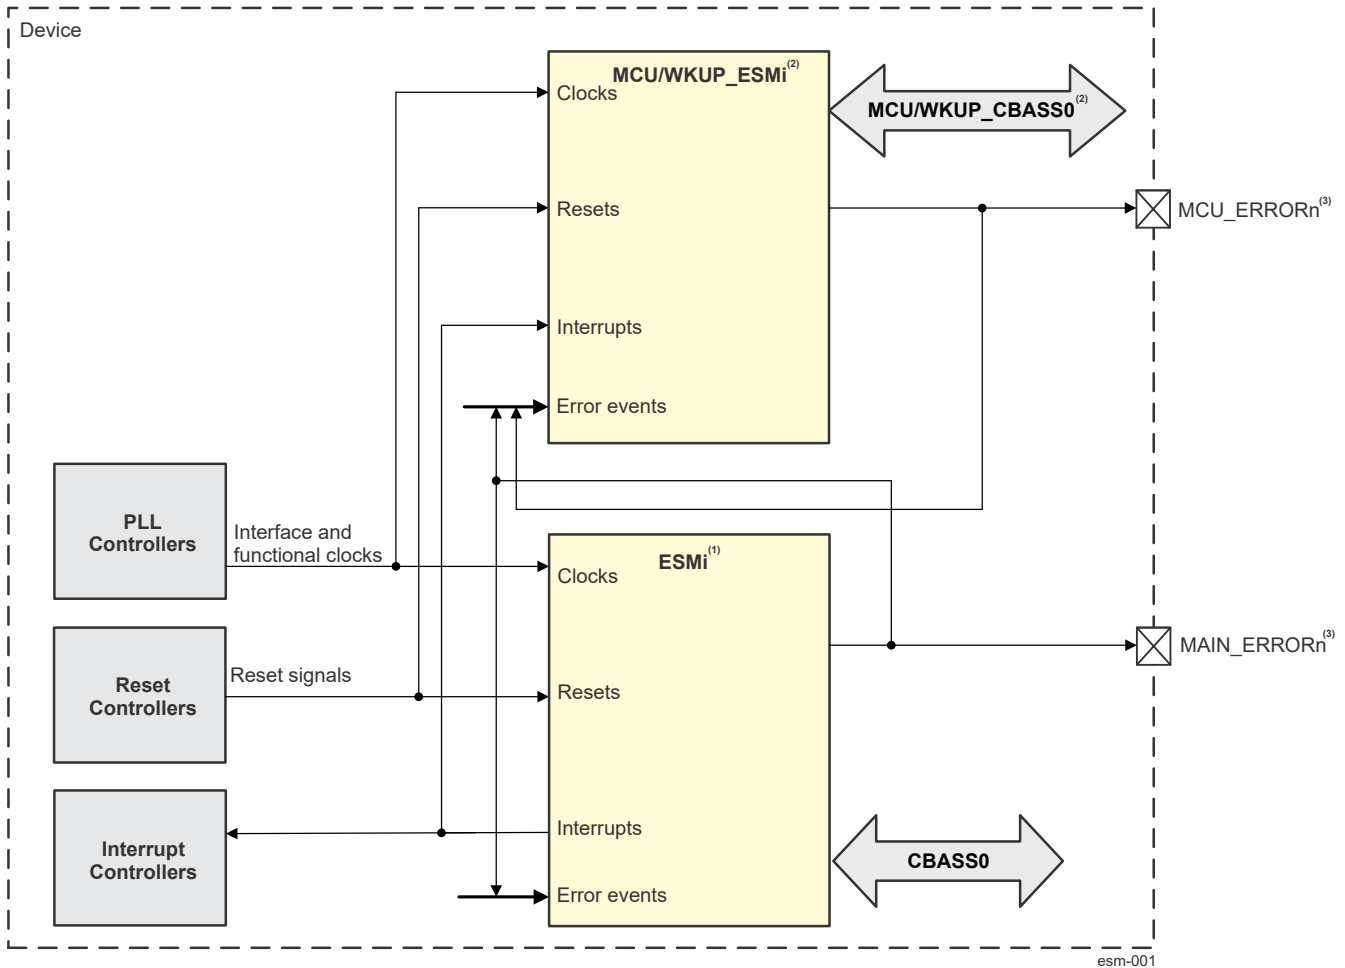 Device
MCU/WKUP_ESMi(2)
Clocks
MCU/WKUP_CBASS0(2)
Resets
MCU_ERRORn(3)
Interrupts
Error events
PLL
Controllers
Interface and
functional clocks
ESMi(1)
Clocks
MAIN_ERRORn(3)
Reset
Controllers
Reset signals
Resets
Interrupt
Controllers
Interrupts
CBASS0
Error events
esm-001